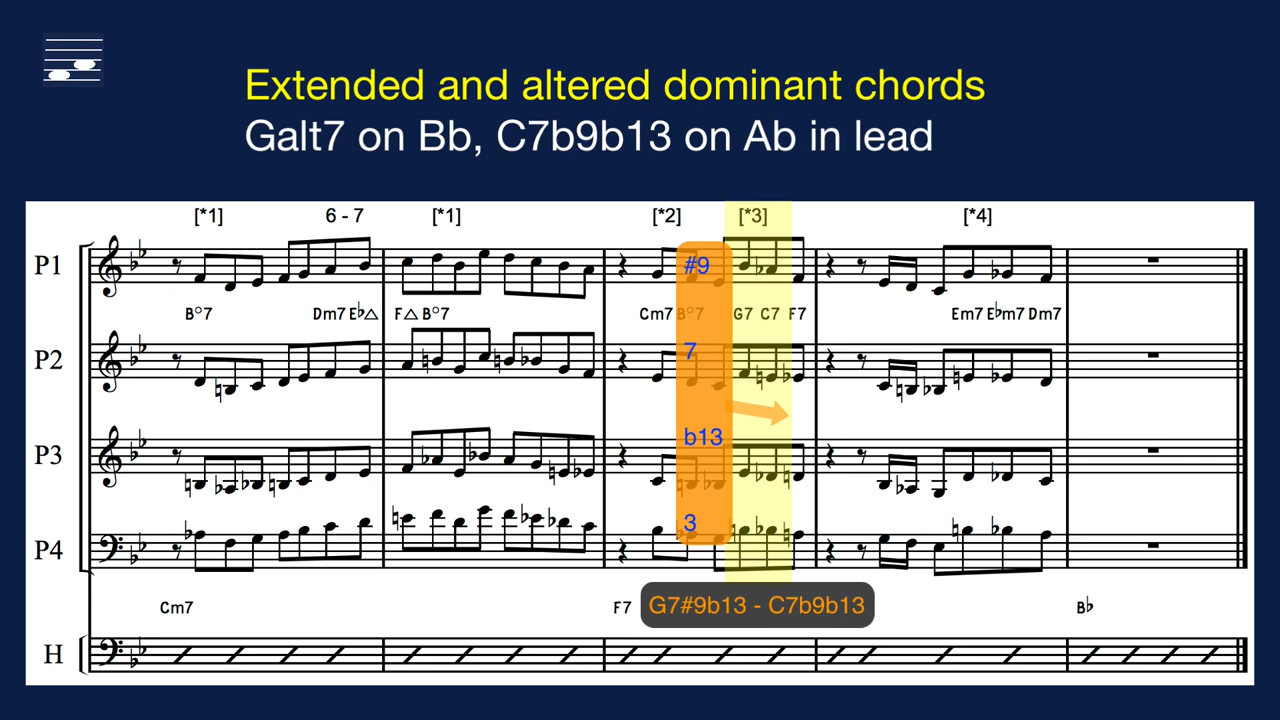 Extended and altered dominant chords
Galt7 on Bb, C7b9b13 on Ab in lead
[*1] 6 - 7 [*1] [*2] [*3] [*4]
P1
#9
B°7 Dm7 E♭△ F△ B°7 Cm7 B°7 G7 C7 F7 Em7 E♭m7 Dm7
P2
7
P3
b13
P4
3
Cm7 F7 G7#9b13 - C7b9b13 B♭
H